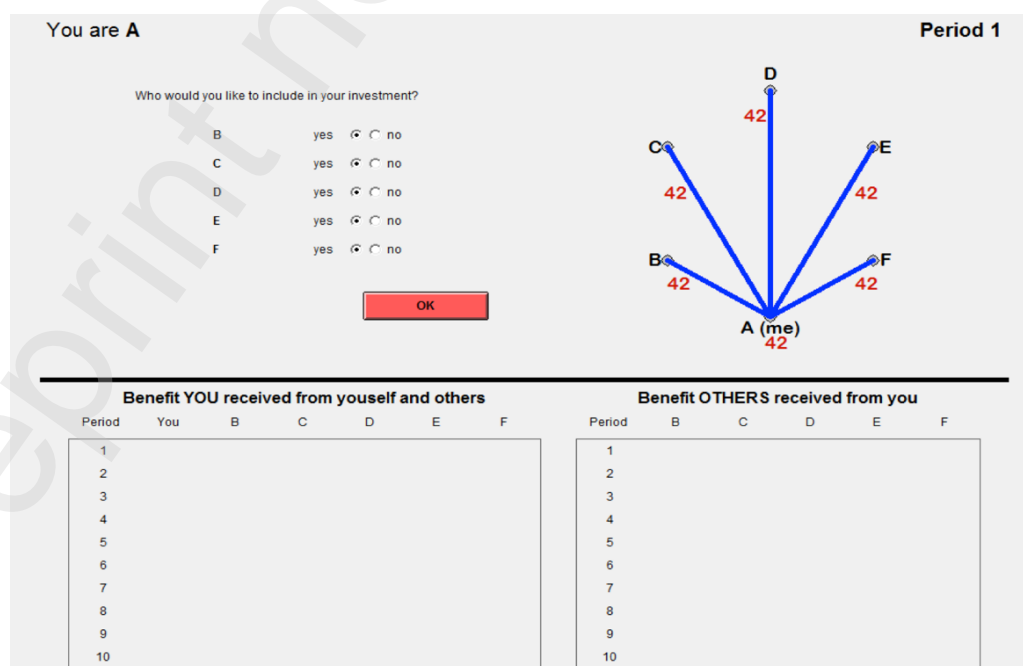 You are A
Period 1
Who would you like to include in your investment?
B yes no
C yes no
D yes no
E yes no
F yes no
OK
D
42
C
E
42
42
B
F
42
42
A (me)
42
Benefit YOU received from youself and others
Period You B C D E F
1
2
3
4
5
6
7
8
9
10
Benefit OTHERS received from you
Period B C D E F
1
2
3
4
5
6
7
8
9
10
eprint n